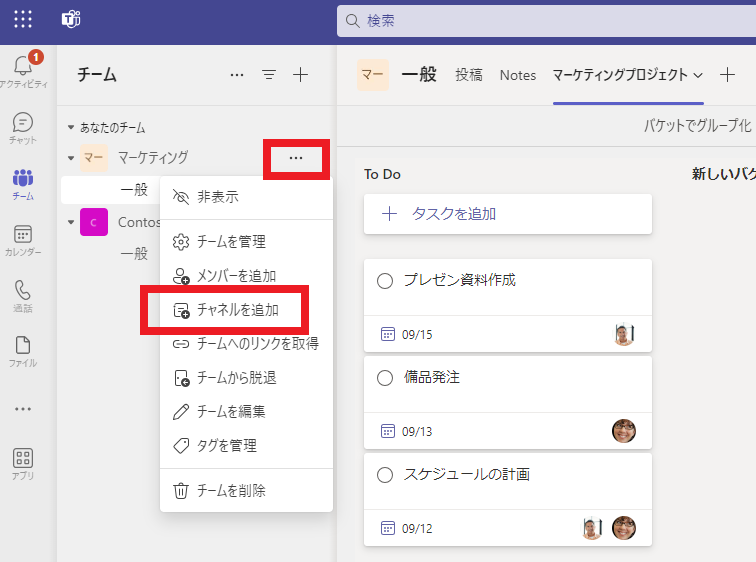 検索
1
アクティビティ
チャット
チーム
カレンダー
通話
ファイル
アプリ
チーム
あなたのチーム
マー マーケティング
一般
C Contos
一般
非表示
チームを管理
メンバーを追加
チャネルを追加
チームへのリンクを取得
チームから脱退
チームを編集
タグを管理
チームを削除
マー 一般 投稿 Notes マーケティングプロジェクト
バケットでグループ化
To Do 新しいバケ
タスクを追加
プレゼン資料作成
09/15
備品発注
09/13
スケジュールの計画
09/12